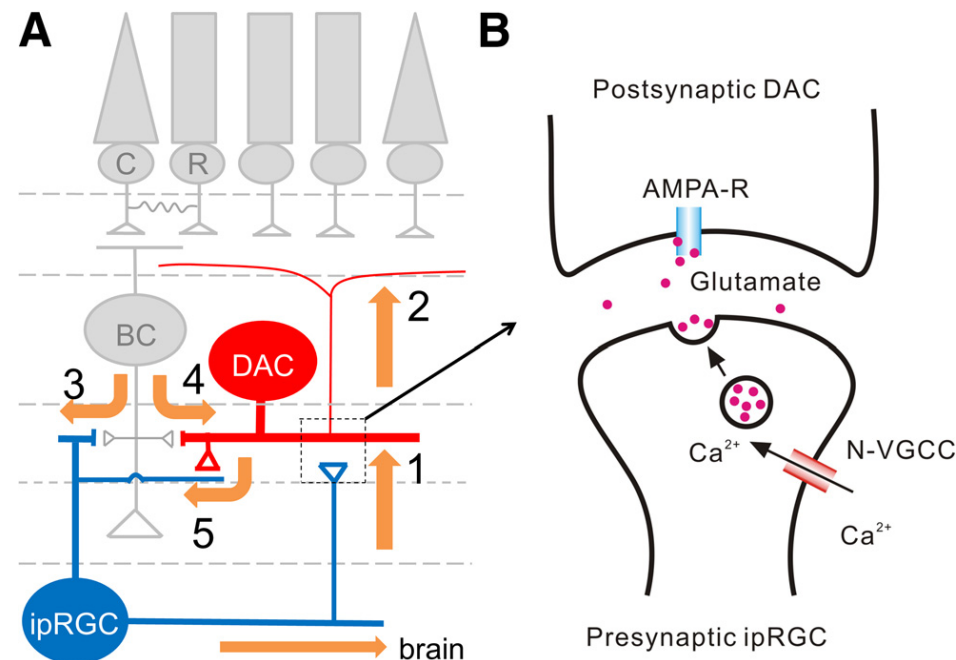 A
C
R
BC
DAC
2
3
4
1
5
ipRGC
brain
B
Postsynaptic DAC
AMPA-R
Glutamate
Ca²⁺
N-VGCC
Ca²⁺
Presynaptic ipRGC